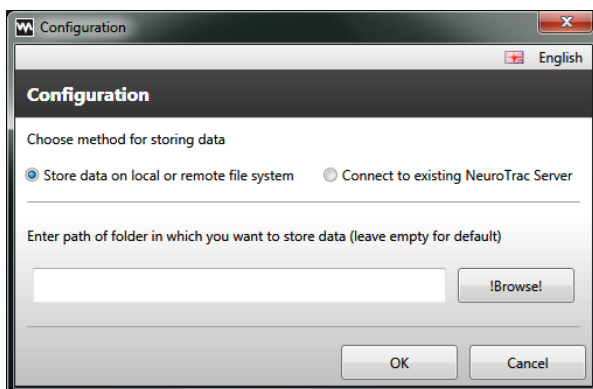 Configuration
English
Configuration
Choose method for storing data
Store data on local or remote file system Connect to existing NeuroTrac Server
Enter path of folder in which you want to store data (leave empty for default)
!Browse!
OK Cancel